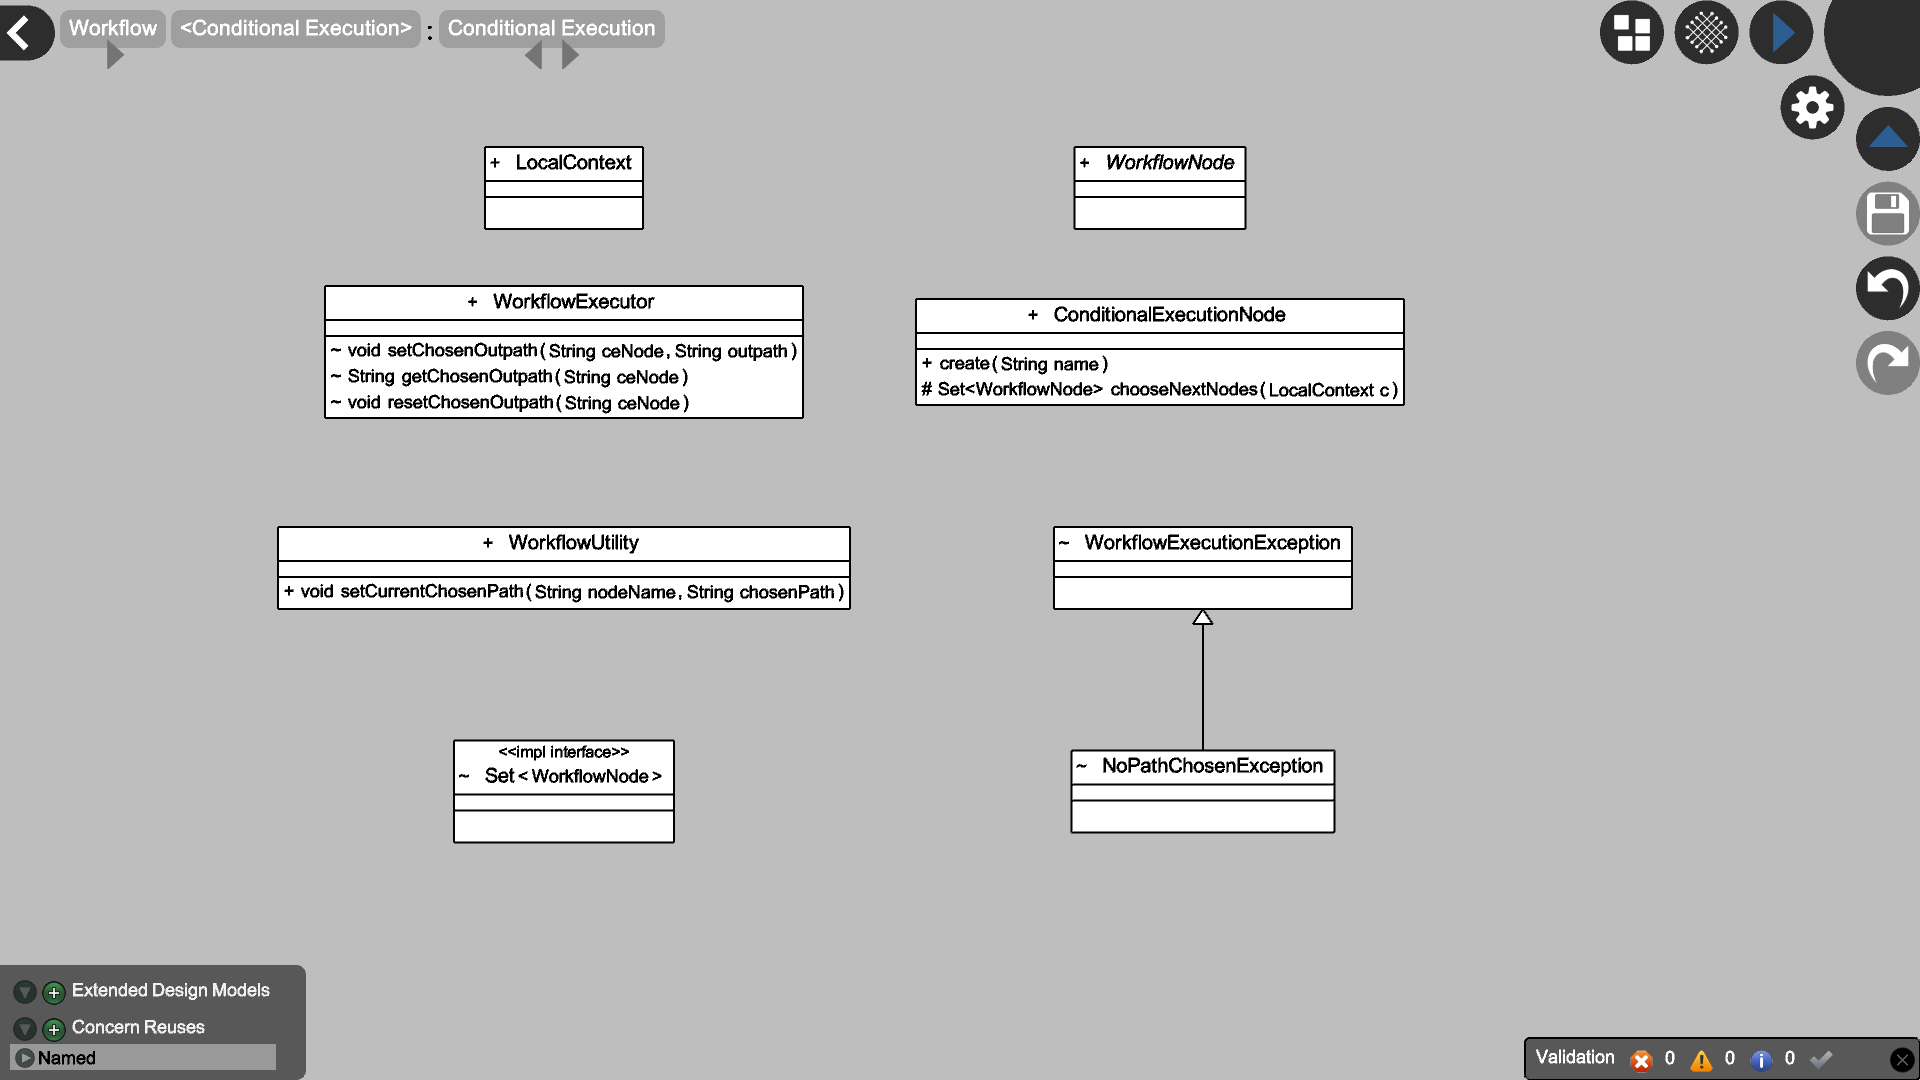 Workflow <Conditional Execution> : Conditional Execution
+ LocalContext
+ WorkflowNode
+ WorkflowExecutor
~ void setChosenOutpath(String ceNode, String outpath)
~ String getChosenOutpath(String ceNode)
~ void resetChosenOutpath(String ceNode)
+ ConditionalExecutionNode
+ create(String name)
# Set<WorkflowNode> chooseNextNodes(LocalContext c)
+ WorkflowUtility
+ void setCurrentChosenPath(String nodeName, String chosenPath)
~ WorkflowExecutionException
<<impl interface>>
~ Set<WorkflowNode>
~ NoPathChosenException
Extended Design Models
Concern Reuses
Named
Validation 0 0 0